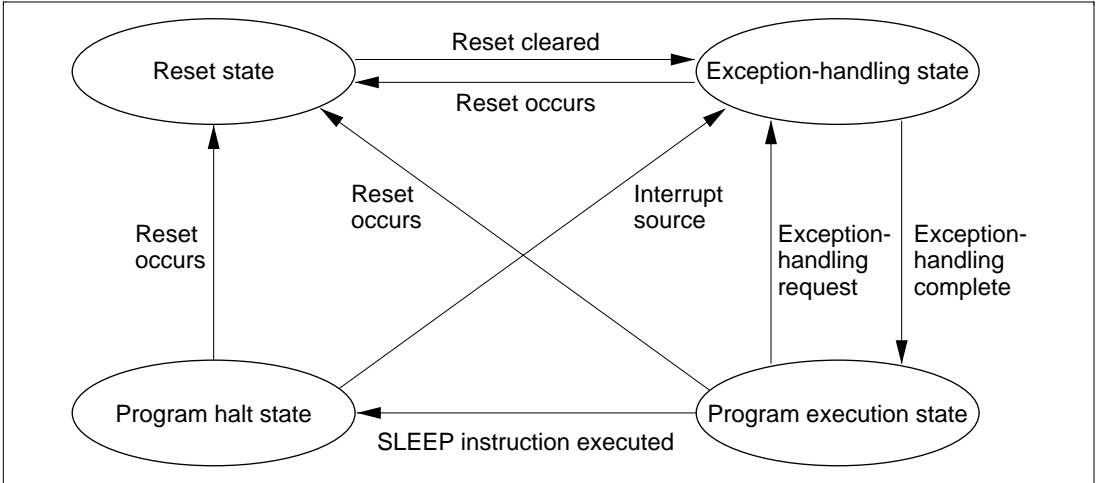 Reset cleared
Reset state
Exception-handling state
Reset occurs
Reset
occurs
Interrupt
source
Reset
occurs
Exception-
handling
request
Exception-
handling
complete
Program halt state
Program execution state
SLEEP instruction executed